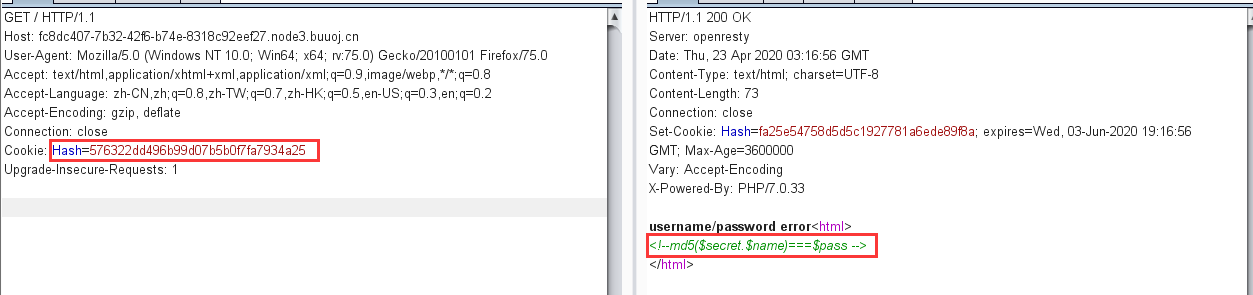 GET / HTTP/1.1
Host: fc8dc407-7b32-42f6-b74e-8318c92eef27.node3.buuoj.cn
User-Agent: Mozilla/5.0 (Windows NT 10.0; Win64; x64; rv:75.0) Gecko/20100101 Firefox/75.0
Accept: text/html,application/xhtml+xml,application/xml;q=0.9,image/webp,*/*;q=0.8
Accept-Language: zh-CN,zh;q=0.8,zh-TW;q=0.7,zh-HK;q=0.5,en-US;q=0.3,en;q=0.2
Accept-Encoding: gzip, deflate
Connection: close
Cookie: Hash=576322dd496b99d07b5b0f7fa7934a25
Upgrade-Insecure-Requests: 1
HTTP/1.1 200 OK
Server: openresty
Date: Thu, 23 Apr 2020 03:16:56 GMT
Content-Type: text/html; charset=UTF-8
Content-Length: 73
Connection: close
Set-Cookie: Hash=fa25e54758d5d5c1927781a6ede89f8a; expires=Wed, 03-Jun-2020 19:16:56
GMT; Max-Age=3600000
Vary: Accept-Encoding
X-Powered-By: PHP/7.0.33
username/password error<html>
<!--md5($secret.$name)===$pass -->
</html>